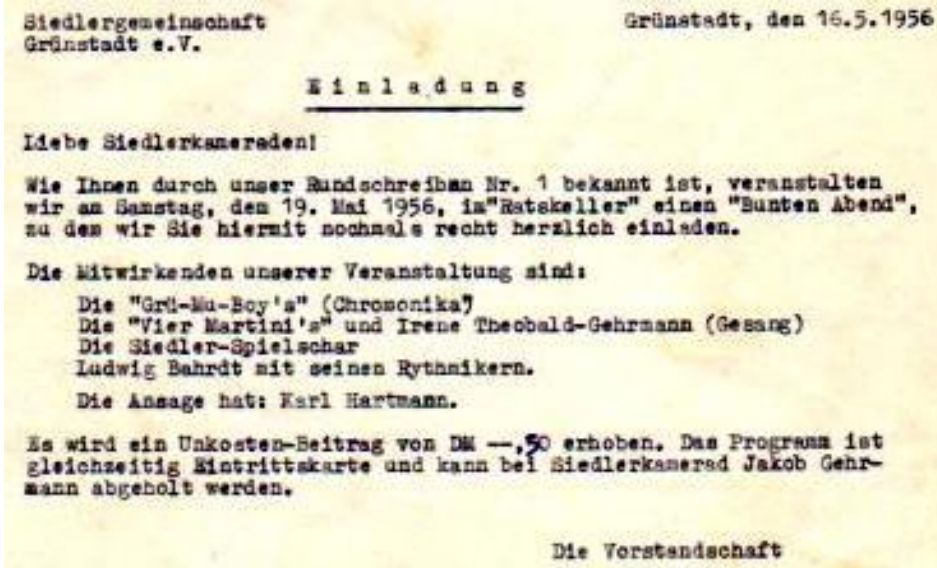 Siedlergemeinschaft
Grünstadt e.V.
Grünstadt, den 16.5.1956
Einladung
Liebe Siedlerkameraden!
Wie Ihnen durch unser Rundschreiben Nr. 1 bekannt ist, veranstalten
wir am Samstag, dem 19. Mai 1956, im"Ratskeller" einen "Bunten Abend",
zu dem wir Sie hiermit nochmals recht herzlich einladen.
Die Mitwirkenden unserer Veranstaltung sind:
Die "Grü-Mu-Boy's" (Chromonika)
Die "Vier Martini's" und Irene Theobald-Gehrmann (Gesang)
Die Siedler-Spielschar
Ludwig Bahrdt mit seinen Rythmikern.
Die Ansage hat: Karl Hartmann.
Es wird ein Unkosten-Beitrag von DM --,50 erhoben. Das Programm ist
gleichzeitig Eintrittskarte und kann bei Siedlerkamerad Jakob Gehr-
mann abgeholt werden.
Die Vorstandschaft